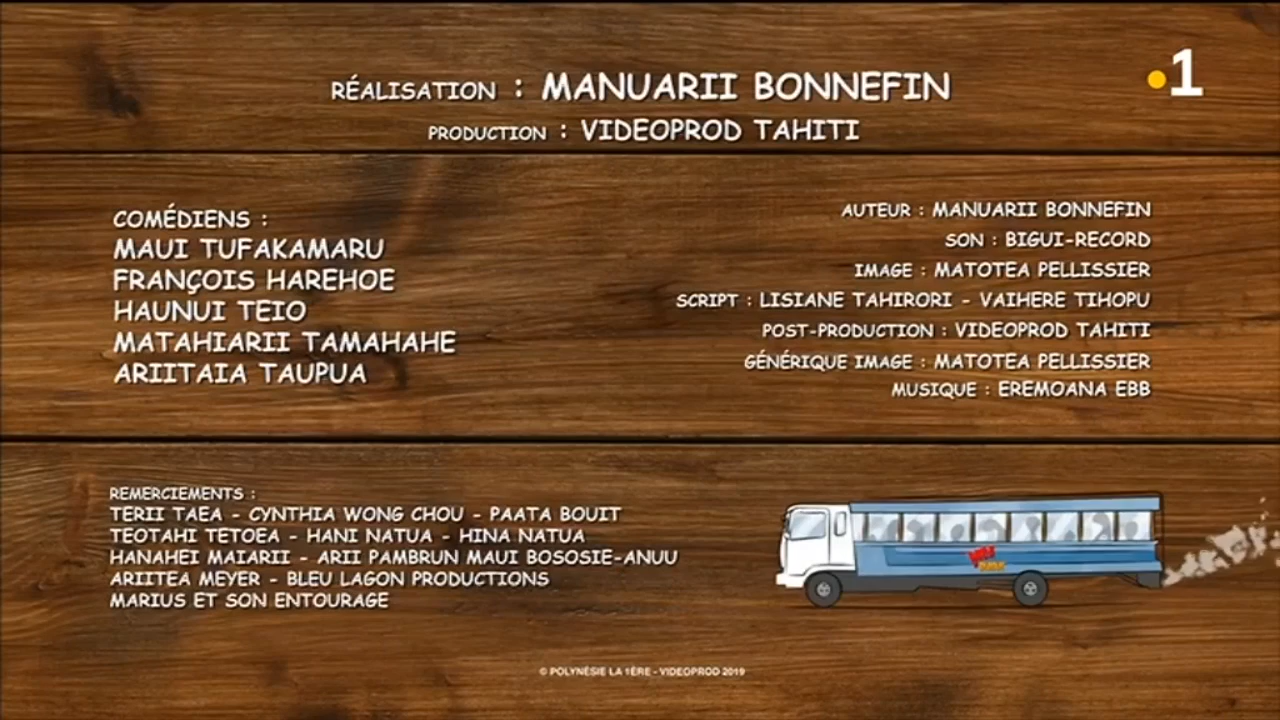 RÉALISATION : MANUARII BONNEFIN
PRODUCTION : VIDEOPROD TAHITI
1
COMÉDIENS :
MAUI TUFAKAMARU
FRANÇOIS HAREHOE
HAUNUI TEIO
MATAHIARII TAMAHAHE
ARIITAIA TAUPUA
AUTEUR : MANUARII BONNEFIN
SON : BIGUI-RECORD
IMAGE : MATOTEA PELLISSIER
SCRIPT : LISIANE TAHIRORI - VAIHERE TIHOPU
POST-PRODUCTION : VIDEOPROD TAHITI
GÉNÉRIQUE IMAGE : MATOTEA PELLISSIER
MUSIQUE : EREMOANA EBB
REMERCIEMENTS :
TERII TAEA - CYNTHIA WONG CHOU - PAATA BOUIT
TEOTAHI TETOEA - HANI NATUA - HINA NATUA
HANAHEI MAIARII - ARII PAMBRUN MAUI BOSOSIE-ANUU
ARIITEA MEYER - BLEU LAGON PRODUCTIONS
MARIUS ET SON ENTOURAGE
© POLYNÉSIE LA 1ÈRE - VIDEOPROD 2019